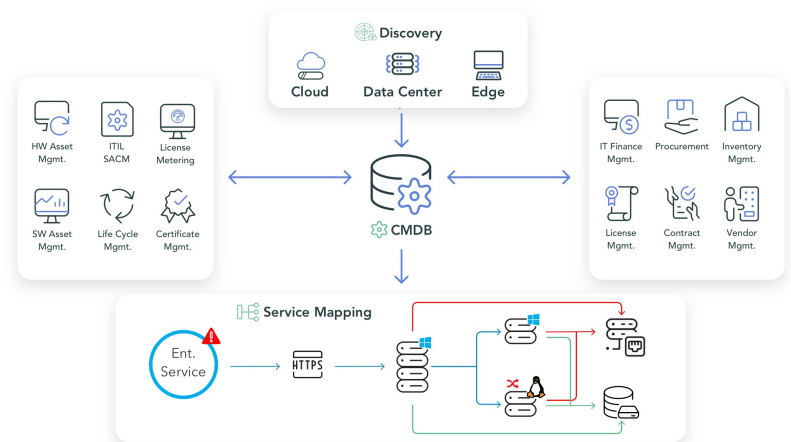 Discovery
Cloud
Data Center
Edge
HW Asset
Mgmt.
ITIL
SACM
License
Metering
SW Asset
Mgmt.
Life Cycle
Mgmt.
Certificate
Mgmt.
CMDB
IT Finance
Mgmt.
Procurement
Inventory
Mgmt.
License
Mgmt.
Contract
Mgmt.
Vendor
Mgmt.
Service Mapping
Ent.
Service
HTTPS